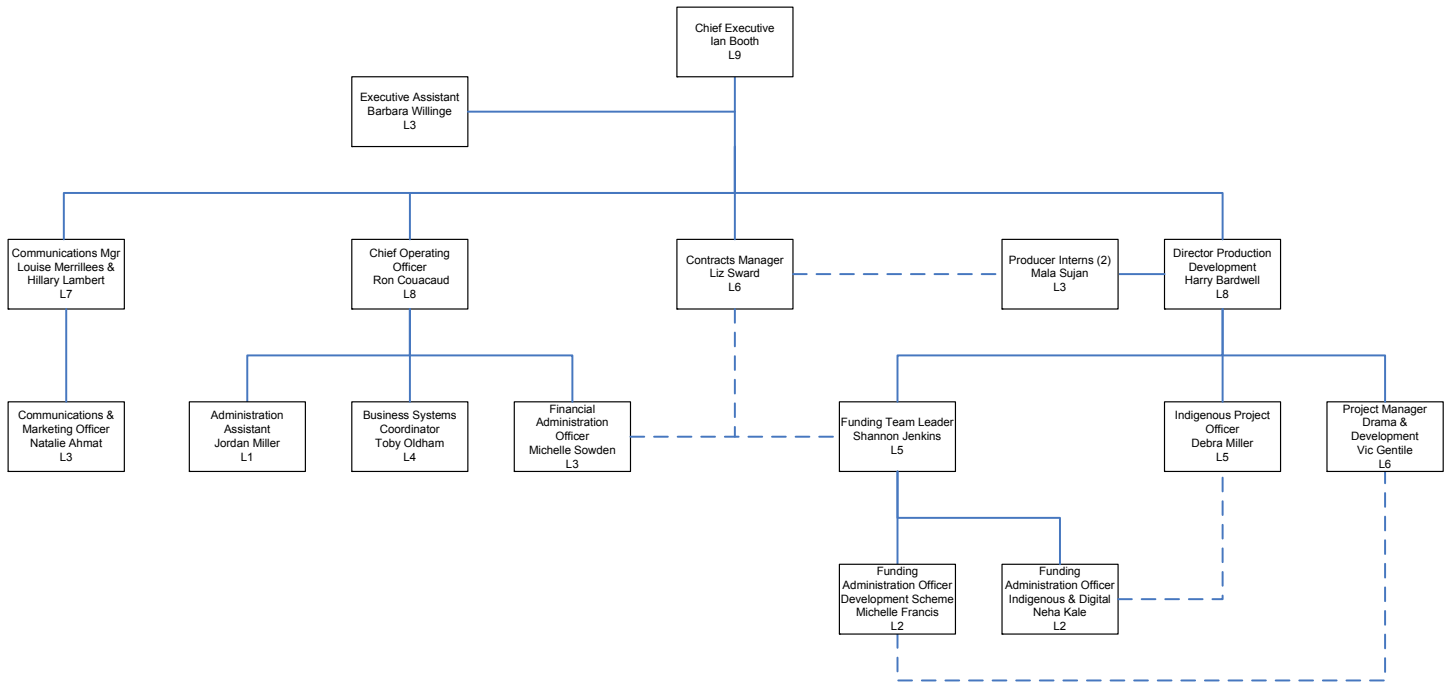 Chief Executive
Ian Booth
L9
Executive Assistant
Barbara Willinge
L3
Communications Mgr
Louise Merrillees &
Hillary Lambert
L7
Chief Operating
Officer
Ron Couacaud
L8
Contracts Manager
Liz Sward
L6
Producer Interns (2)
Mala Sujan
L3
Director Production
Development
Harry Bardwell
L8
Communications &
Marketing Officer
Natalie Ahmat
L3
Administration
Assistant
Jordan Miller
L1
Business Systems
Coordinator
Toby Oldham
L4
Financial
Administration
Officer
Michelle Sowden
L3
Funding Team Leader
Shannon Jenkins
L5
Indigenous Project
Officer
Debra Miller
L5
Project Manager
Drama &
Development
Vic Gentile
L6
Funding
Administration Officer
Development Scheme
Michelle Francis
L2
Funding
Administration Officer
Indigenous & Digital
Neha Kale
L2